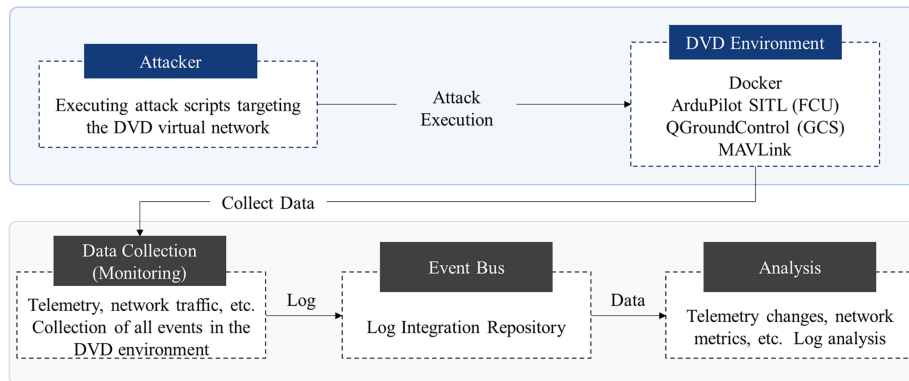 Attacker
Executing attack scripts targeting
the DVD virtual network
Attack
Execution
DVD Environment
Docker
ArduPilot SITL (FCU)
QGroundControl (GCS)
MAVLink
Collect Data
Data Collection
(Monitoring)
Telemetry, network traffic, etc.
Collection of all events in the
DVD environment
Log
Event Bus
Log Integration Repository
Data
Analysis
Telemetry changes, network
metrics, etc. Log analysis